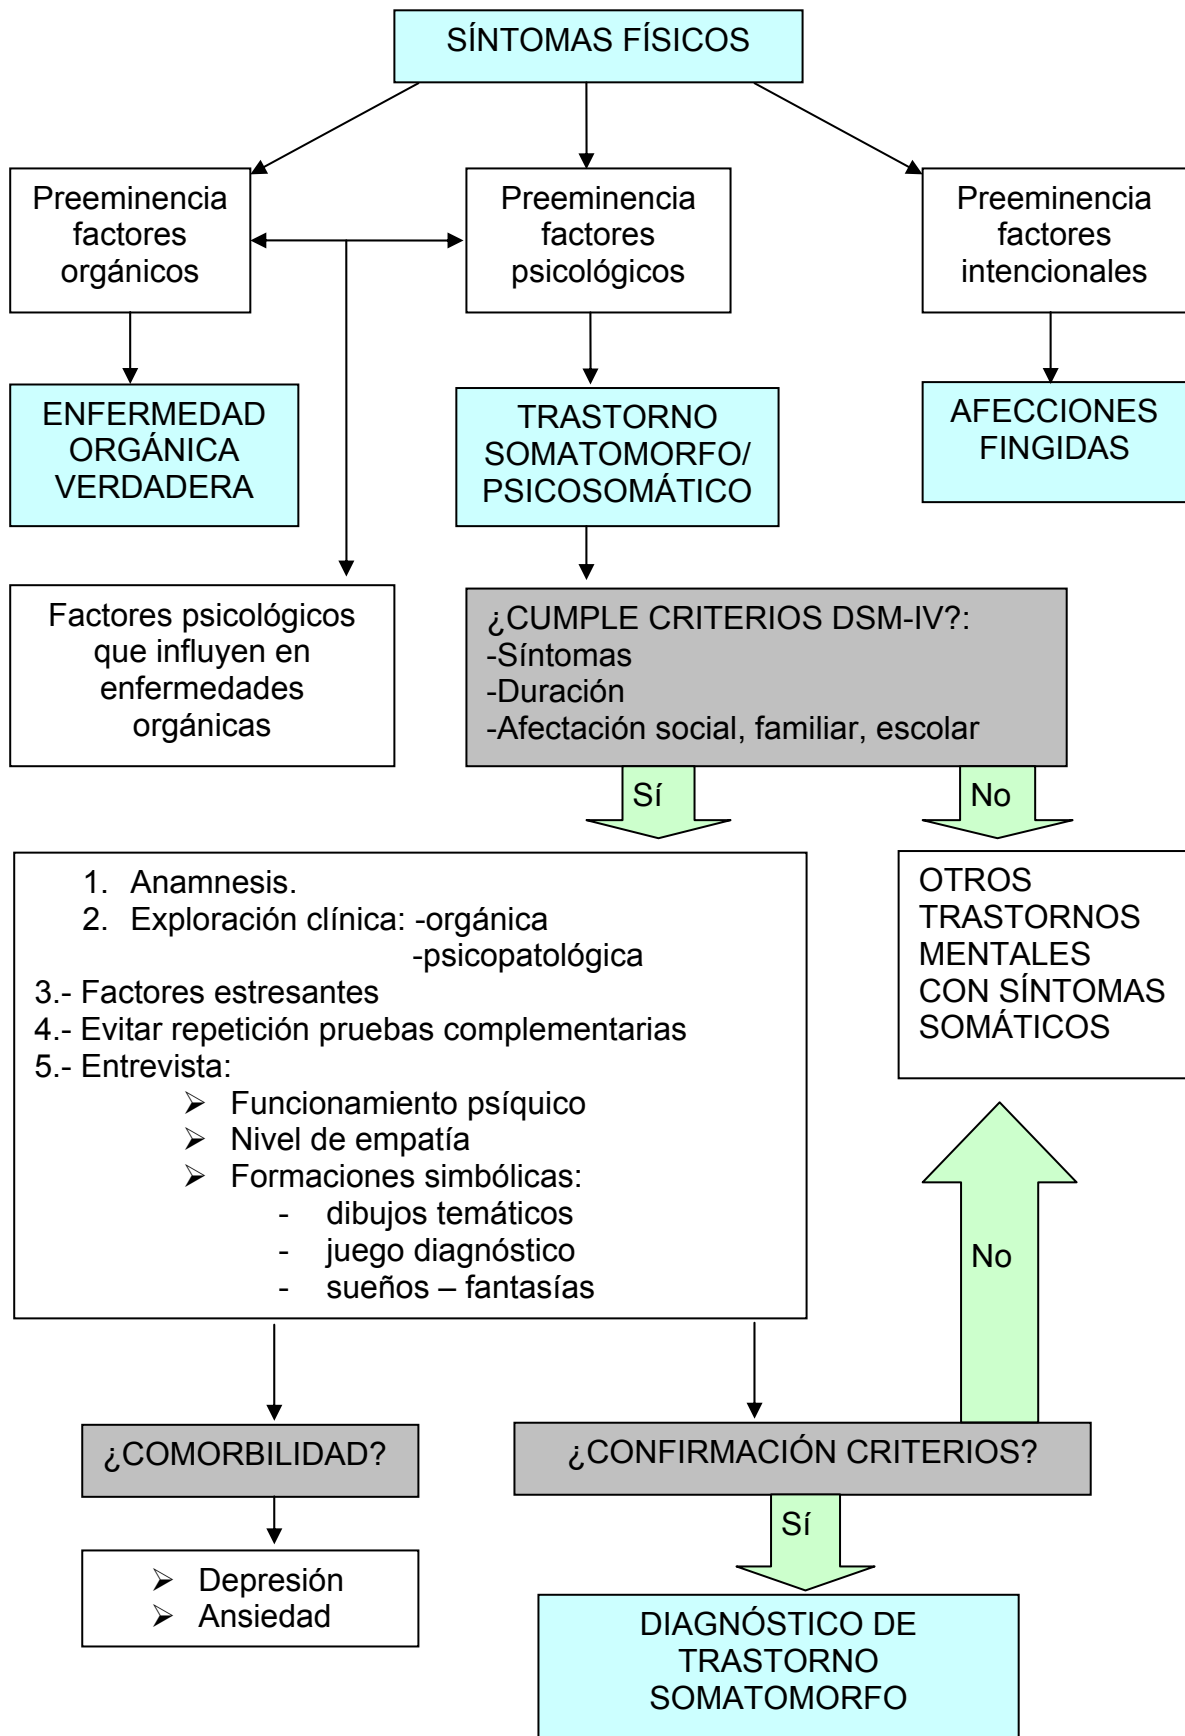 SÍNTOMAS FÍSICOS
Preeminencia
factores
orgánicos
Preeminencia
factores
psicológicos
Preeminencia
factores
intencionales
ENFERMEDAD
ORGÁNICA
VERDADERA
TRASTORNO
SOMATOMORFO/
PSICOSOMÁTICO
AFECCIONES
FINGIDAS
Factores psicológicos
que influyen en
enfermedades
orgánicas
¿CUMPLE CRITERIOS DSM-IV?:
-Síntomas
-Duración
-Afectación social, familiar, escolar
Sí
No
1. Anamnesis.
2. Exploración clínica: -orgánica
-psicopatológica
3.- Factores estresantes
4.- Evitar repetición pruebas complementarias
5.- Entrevista:
➢ Funcionamiento psíquico
➢ Nivel de empatía
➢ Formaciones simbólicas:
- dibujos temáticos
- juego diagnóstico
- sueños – fantasías
OTROS
TRASTORNOS
MENTALES
CON SÍNTOMAS
SOMÁTICOS
No
¿COMORBILIDAD?
¿CONFIRMACIÓN CRITERIOS?
Sí
➢ Depresión
➢ Ansiedad
DIAGNÓSTICO DE
TRASTORNO
SOMATOMORFO